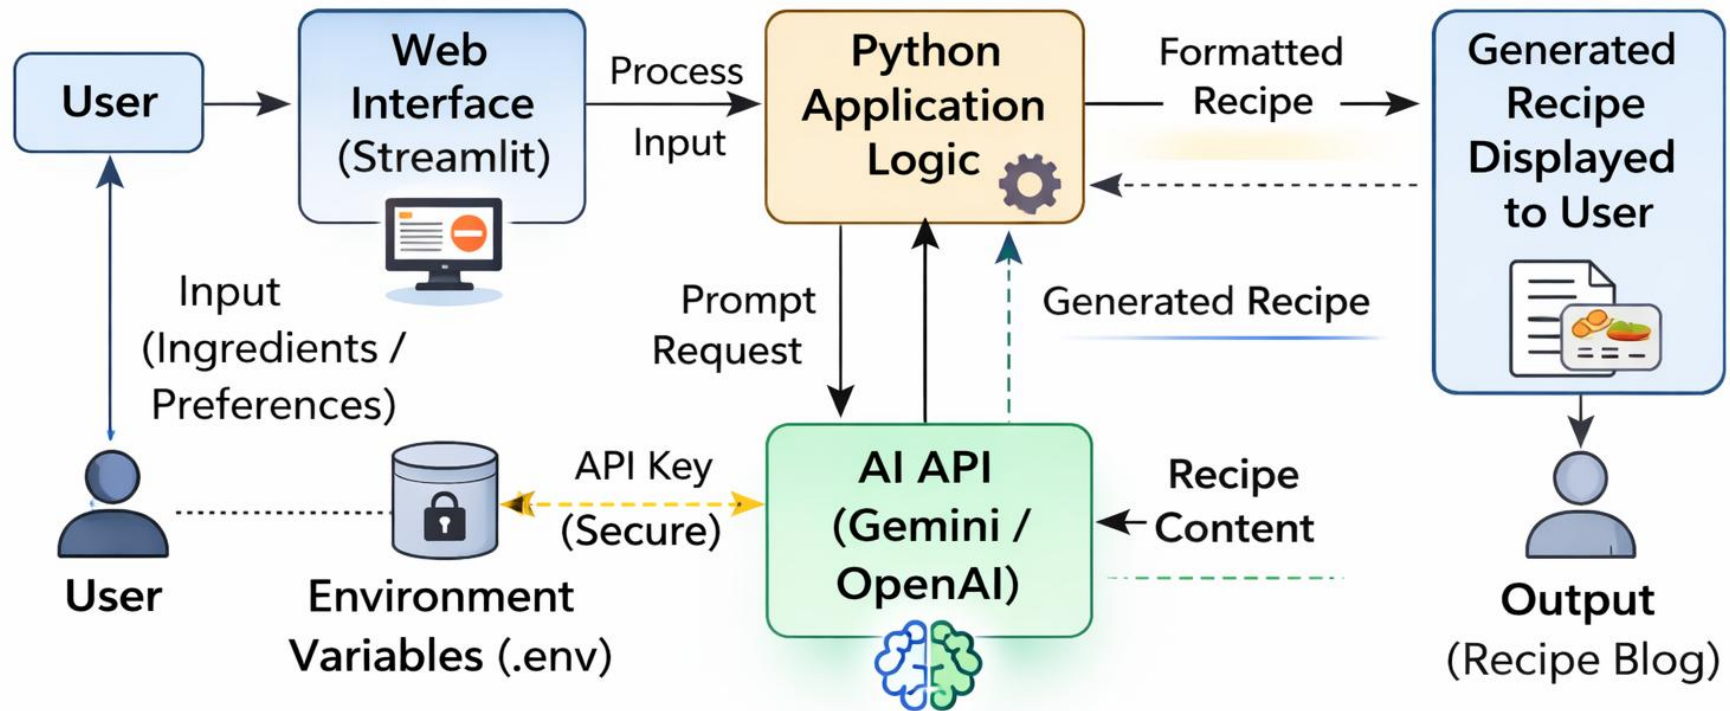 User
Web
Interface
(Streamlit)
Process
Input
Python
Application
Logic
Formatted
Recipe
Generated
Recipe
Displayed
to User
Input
(Ingredients /
Preferences)
Prompt
Request
Generated Recipe
User
API Key
(Secure)
Environment
Variables (.env)
AI API
(Gemini /
OpenAI)
Recipe
Content
Output
(Recipe Blog)